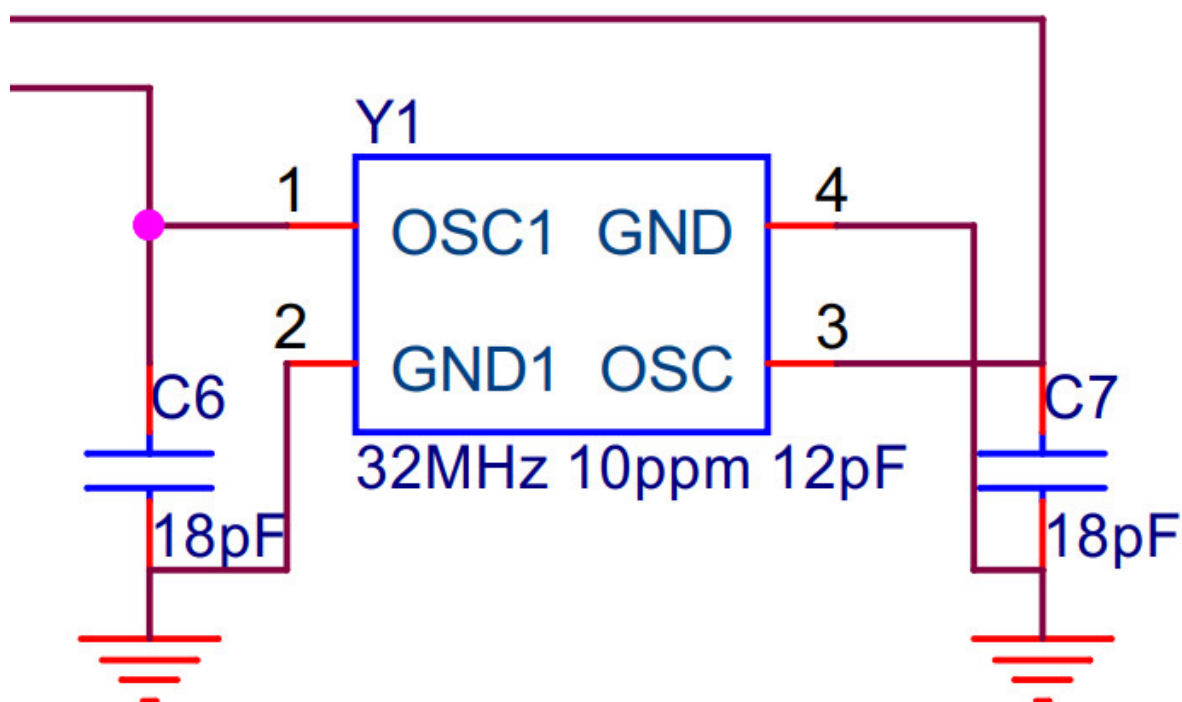 Y1
1
OSC1 GND
4
2
GND1 OSC
3
C6
18pF
32MHz 10ppm 12pF
C7
18pF